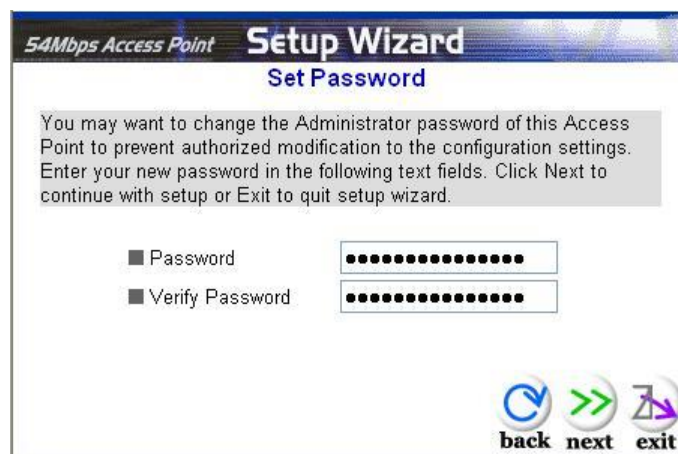 54Mbps Access Point Setup Wizard
Set Password
You may want to change the Administrator password of this Access
Point to prevent authorized modification to the configuration settings.
Enter your new password in the following text fields. Click Next to
continue with setup or Exit to quit setup wizard.
Password
Verify Password
back next exit